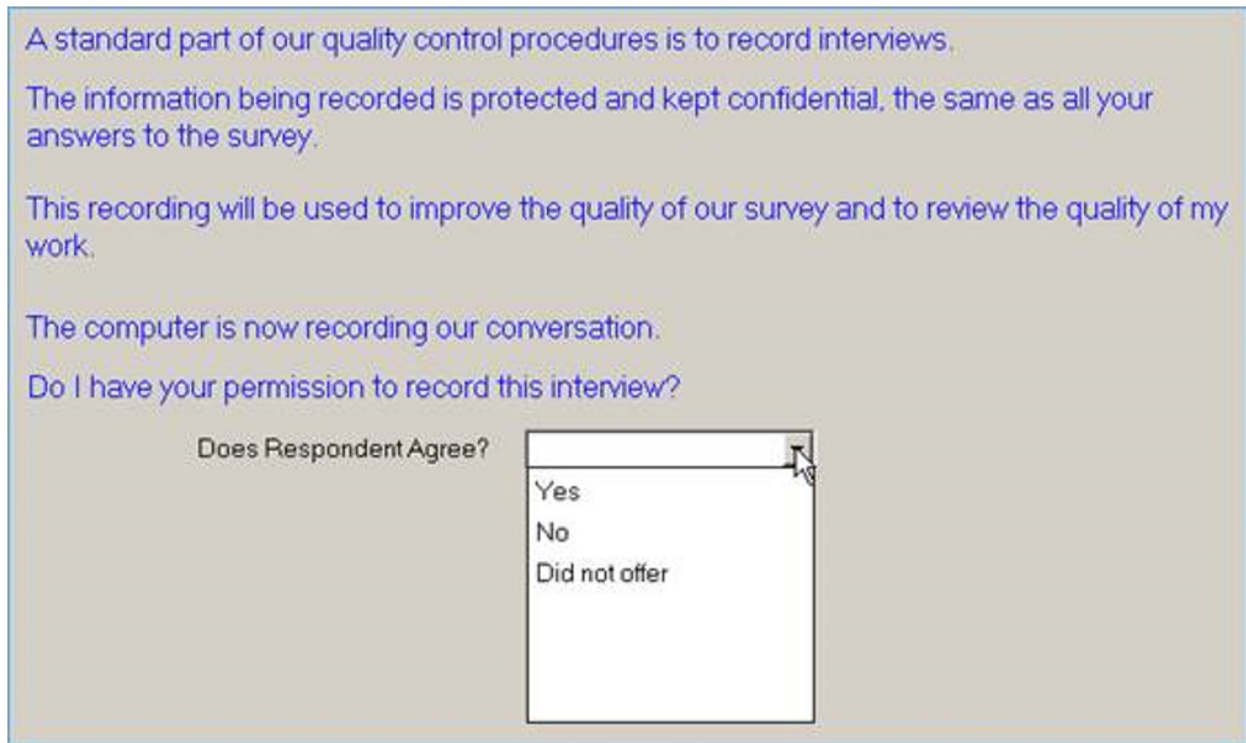 A standard part of our quality control procedures is to record interviews.
The information being recorded is protected and kept confidential, the same as all your
answers to the survey.
This recording will be used to improve the quality of our survey and to review the quality of my
work.
The computer is now recording our conversation.
Do I have your permission to record this interview?
Does Respondent Agree?
Yes
No
Did not offer